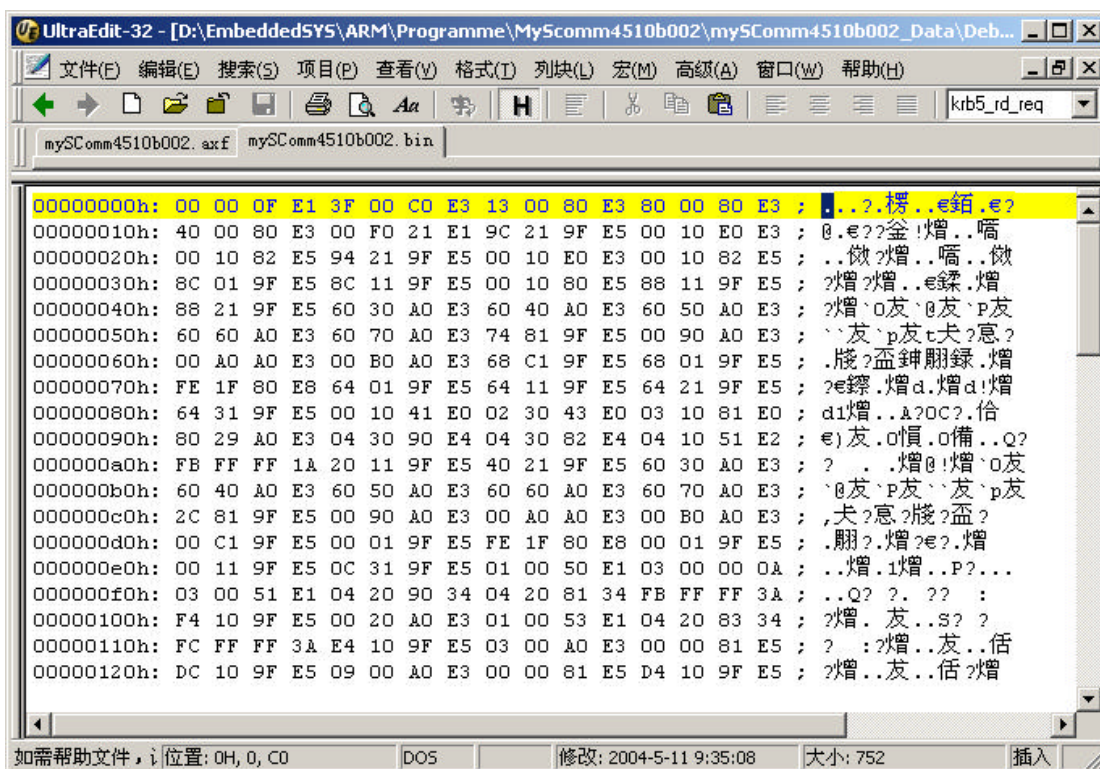 UltraEdit-32 - [D:\EmbeddedSYS\ARM\Programme\MyScomm4510b002\mySComm4510b002_Data\Deb...
文件(F) 编辑(E) 搜索(S) 项目(P) 查看(V) 格式(T) 列块(L) 宏(M) 高级(A) 窗口(W) 帮助(H)
Aa H krb5_rd_req
mySComm4510b002.axf mySComm4510b002.bin
00000000h: 00 00 0F E1 3F 00 C0 E3 13 00 80 E3 80 00 80 E3 ; ...?.楞..€銆.€?
00000010h: 40 00 80 E3 00 F0 21 E1 9C 21 9F E5 00 10 E0 E3 ;
00000020h: 00 10 82 E5 94 21 9F E5 00 10 E0 E3 00 10 82 E5 ;
00000030h: 8C 01 9F E5 8C 11 9F E5 00 10 80 E5 88 11 9F E5 ;
00000040h: 88 21 9F E5 60 30 A0 E3 60 40 A0 E3 60 50 A0 E3 ;
00000050h: 60 60 A0 E3 60 70 A0 E3 74 81 9F E5 00 90 A0 E3 ;
00000060h: 00 A0 A0 E3 00 B0 A0 E3 68 C1 9F E5 68 01 9F E5 ;
00000070h: FE 1F 80 E8 64 01 9F E5 64 11 9F E5 64 21 9F E5 ;
00000080h: 64 31 9F E5 00 10 41 E0 02 30 43 E0 03 10 81 E0 ;
00000090h: 80 29 A0 E3 04 30 90 E4 04 30 82 E4 04 10 51 E2 ;
000000a0h: FB FF FF 1A 20 11 9F E5 40 21 9F E5 60 30 A0 E3 ;
000000b0h: 60 40 A0 E3 60 50 A0 E3 60 60 A0 E3 60 70 A0 E3 ;
000000c0h: 2C 81 9F E5 00 90 A0 E3 00 A0 A0 E3 00 B0 A0 E3 ;
000000d0h: 00 C1 9F E5 00 01 9F E5 FE 1F 80 E8 00 01 9F E5 ;
000000e0h: 00 11 9F E5 0C 31 9F E5 01 00 50 E1 03 00 00 0A ;
000000f0h: 03 00 51 E1 04 20 90 34 04 20 81 34 FB FF FF 3A ; ..Q? ?. ?? :
00000100h: F4 10 9F E5 00 20 A0 E3 01 00 53 E1 04 20 83 34 ;
00000110h: FC FF FF 3A E4 10 9F E5 03 00 A0 E3 00 00 81 E5 ;
00000120h: DC 10 9F E5 09 00 A0 E3 00 00 81 E5 D4 10 9F E5 ;
如需帮助文件， 位置: 0H, 0, C0 DOS 修改: 2004-5-11 9:35:08 大小: 752 插入